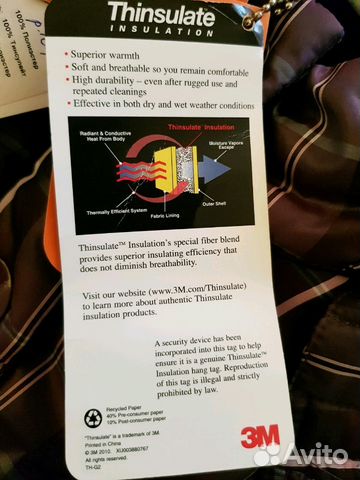 Thinsulate
INSULATION
• Superior warmth
• Soft and breathable so you remain comfortable
• High durability – even after rugged use and
repeated cleanings
• Effective in both dry and wet weather conditions
Thinsulate™ Insulation
Radiant & Conductive
Heat From Body
Moisture Vapors
Escape
Thermally Efficient System
Fabric Lining
Outer Shell
Thinsulate™ Insulation's special fiber blend
provides superior insulating efficiency that
does not diminish breathability.
Visit our website (www.3M.com/Thinsulate)
to learn more about authentic Thinsulate
insulation products.
A security device has been
incorporated into this tag to help
ensure it is a genuine Thinsulate™
Insulation hang tag. Reproduction
of this tag is illegal and strictly
prohibited by law.
Recycled Paper
40% Pre-consumer paper
10% Post-consumer paper
"Thinsulate" is a trademark of 3M.
Printed in China
© 3M 2010. XU003880767
All rights reserved.
TH-G2
3M
100% Полиэстер
100% Тинсулейт
Avito